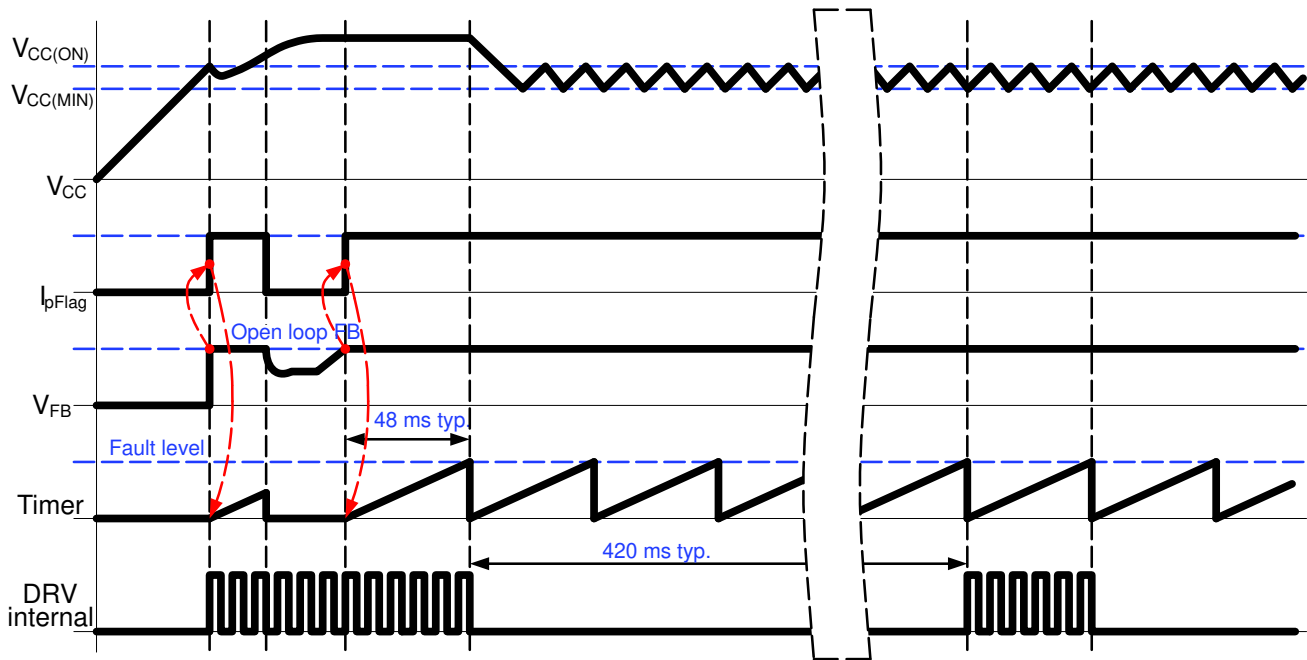 VCC(ON)
VCC(MIN)
VCC
IpFlag
Open loop FB
VFB
48 ms typ.
Fault level
Timer
420 ms typ.
DRV
internal